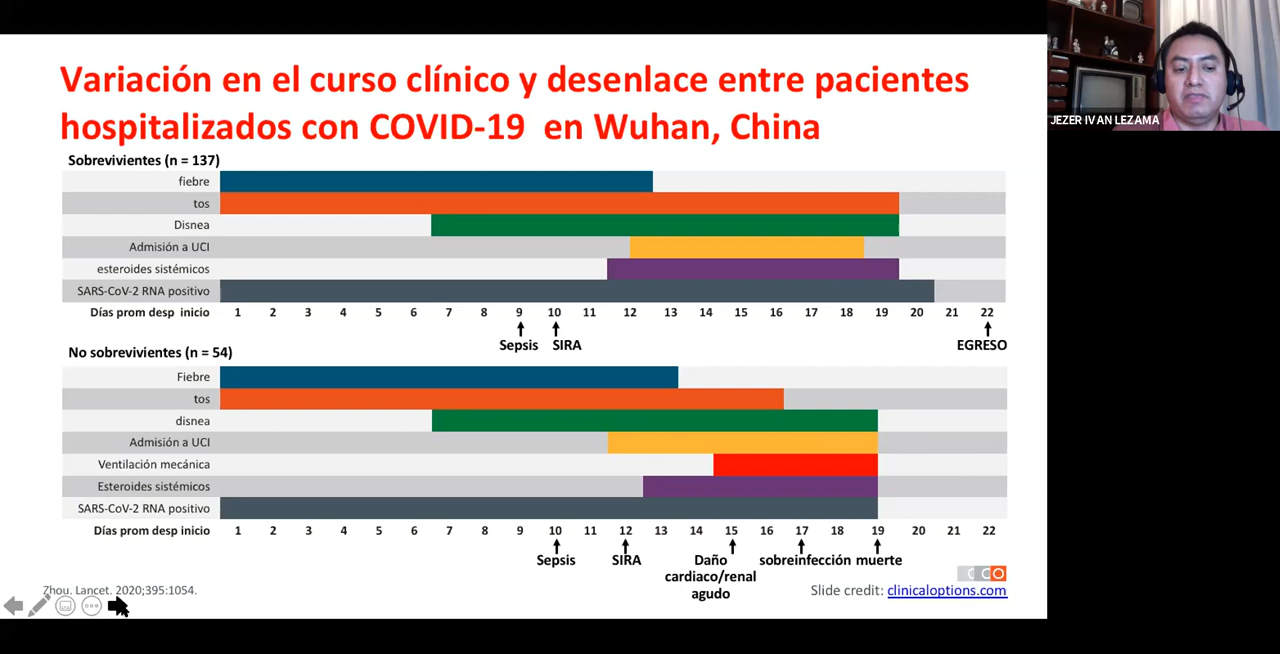 Variación en el curso clínico y desenlace entre pacientes
hospitalizados con COVID-19 en Wuhan, China
JEZER IVAN LEZAMA
Sobrevivientes (n = 137)
fiebre
tos
Disnea
Admisión a UCI
esteroides sistémicos
SARS-CoV-2 RNA positivo
Días prom desp inicio 1 2 3 4 5 6 7 8 9 10 11 12 13 14 15 16 17 18 19 20 21 22
Sepsis SIRA EGRESO
No sobrevivientes (n = 54)
Fiebre
tos
disnea
Admisión a UCI
Ventilación mecánica
Esteroides sistémicos
SARS-CoV-2 RNA positivo
Días prom desp inicio 1 2 3 4 5 6 7 8 9 10 11 12 13 14 15 16 17 18 19 20 21 22
Sepsis SIRA Daño sobreinfección muerte
cardiaco/renal
agudo
CCO
Zhou. Lancet. 2020;395:1054.
Slide credit: clinicaloptions.com